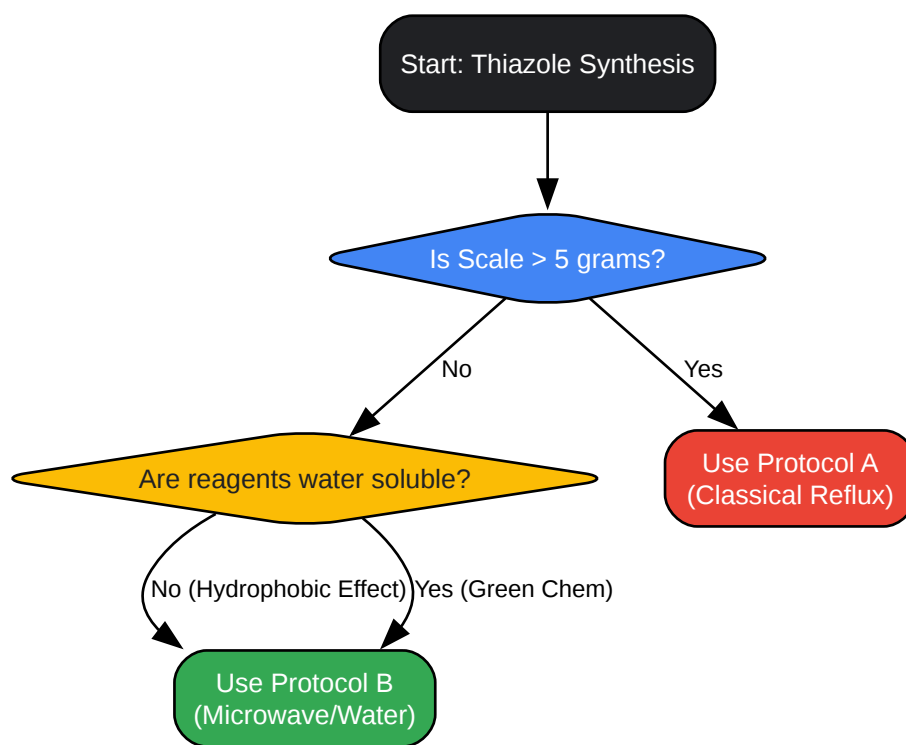 Start: Thiazole Synthesis
Is Scale > 5 grams?
No
Yes
Are reagents water soluble?
Use Protocol A
(Classical Reflux)
No (Hydrophobic Effect)
Yes (Green Chem)
Use Protocol B
(Microwave/Water)